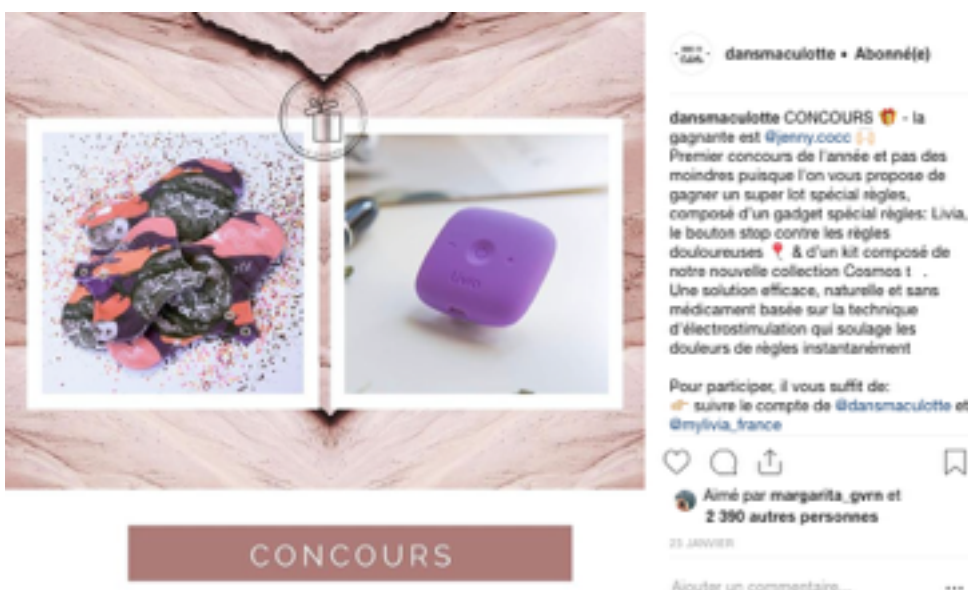 dansmaculotte • Abonné(e)
dansmaculotte CONCOURS 🎁 - la
gagnante est @jenny.cocc 🙌🏻
Premier concours de l'année et pas des
moindres puisque l'on vous propose de
gagner un super lot spécial règles,
composé d'un gadget spécial règles: Livia,
le bouton stop contre les règles
douloureuses 🎈 & d'un kit composé de
notre nouvelle collection Cosmos t .
Une solution efficace, naturelle et sans
médicament basée sur la technique
d'électrostimulation qui soulage les
douleurs de règles instantanément
Pour participer, il vous suffit de:
👉🏼 suivre le compte de @dansmaculotte et
@mylivia_france
Aimé par margarita_gvrn et
2 390 autres personnes
23 JANVIER
Ajouter un commentaire...
Livia
CONCOURS